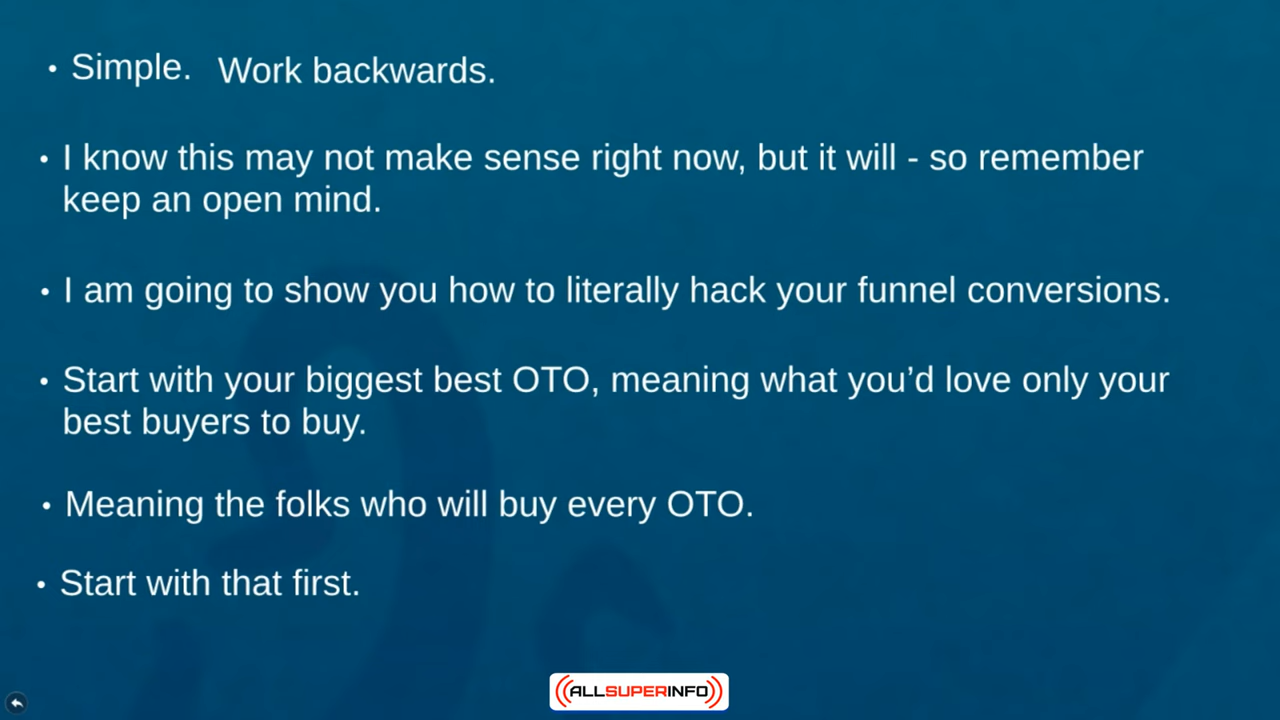 • Simple. Work backwards.
• I know this may not make sense right now, but it will - so remember
keep an open mind.
• I am going to show you how to literally hack your funnel conversions.
• Start with your biggest best OTO, meaning what you’d love only your
best buyers to buy.
• Meaning the folks who will buy every OTO.
• Start with that first.
ALLSUPERINFO